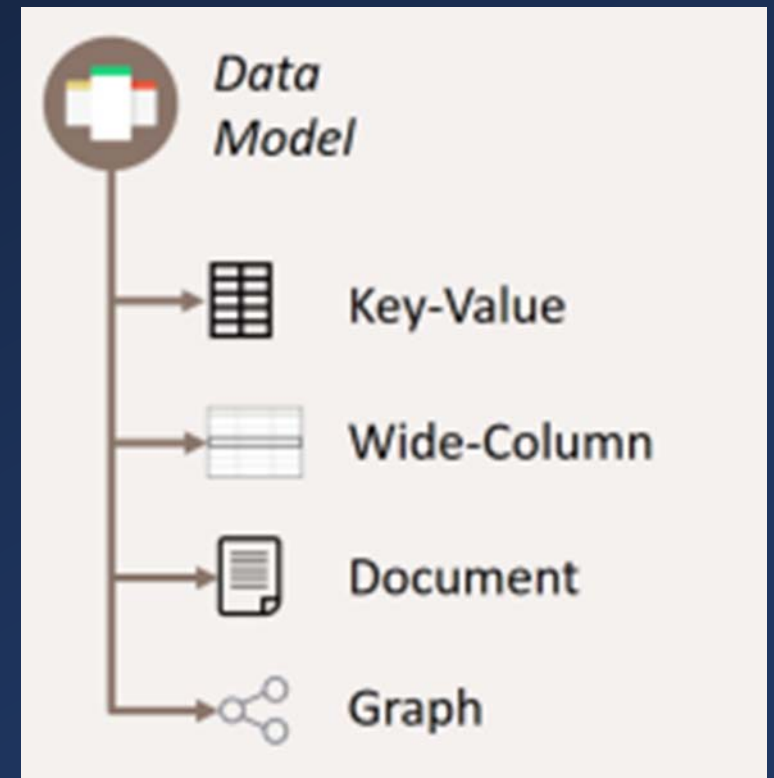 Data
Model
Key-Value
Wide-Column
Document
Graph